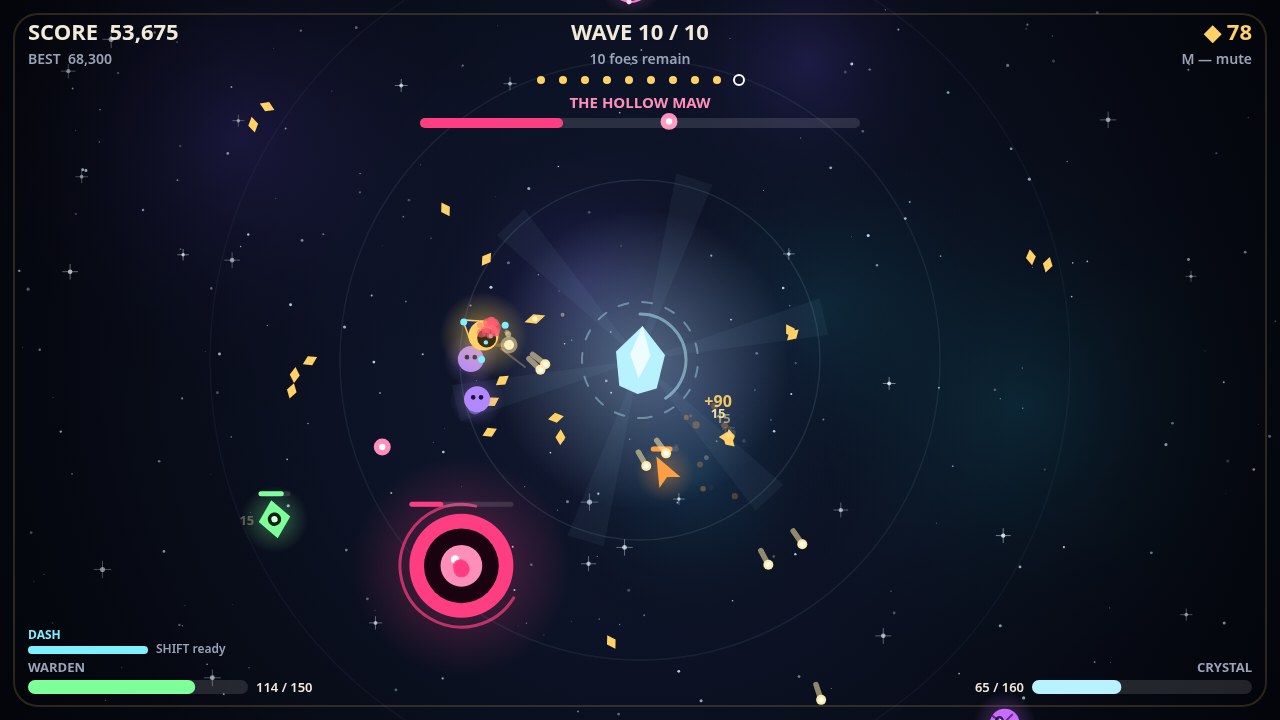 SCORE 53,675
BEST 68,300
WAVE 10 / 10
10 foes remain
◆ 78
M — mute
THE HOLLOW MAW
+90
15
15
15
DASH
SHIFT ready
WARDEN
114 / 150
CRYSTAL
65 / 160